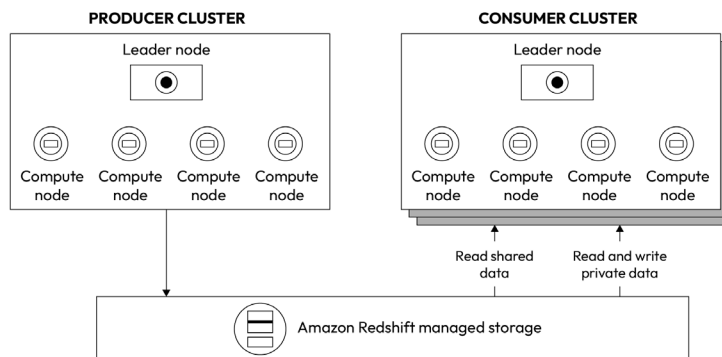 PRODUCER CLUSTER
Leader node
Compute node
Compute node
Compute node
Compute node
CONSUMER CLUSTER
Leader node
Compute node
Compute node
Compute node
Compute node
Read shared
data
Read and write
private data
Amazon Redshift managed storage